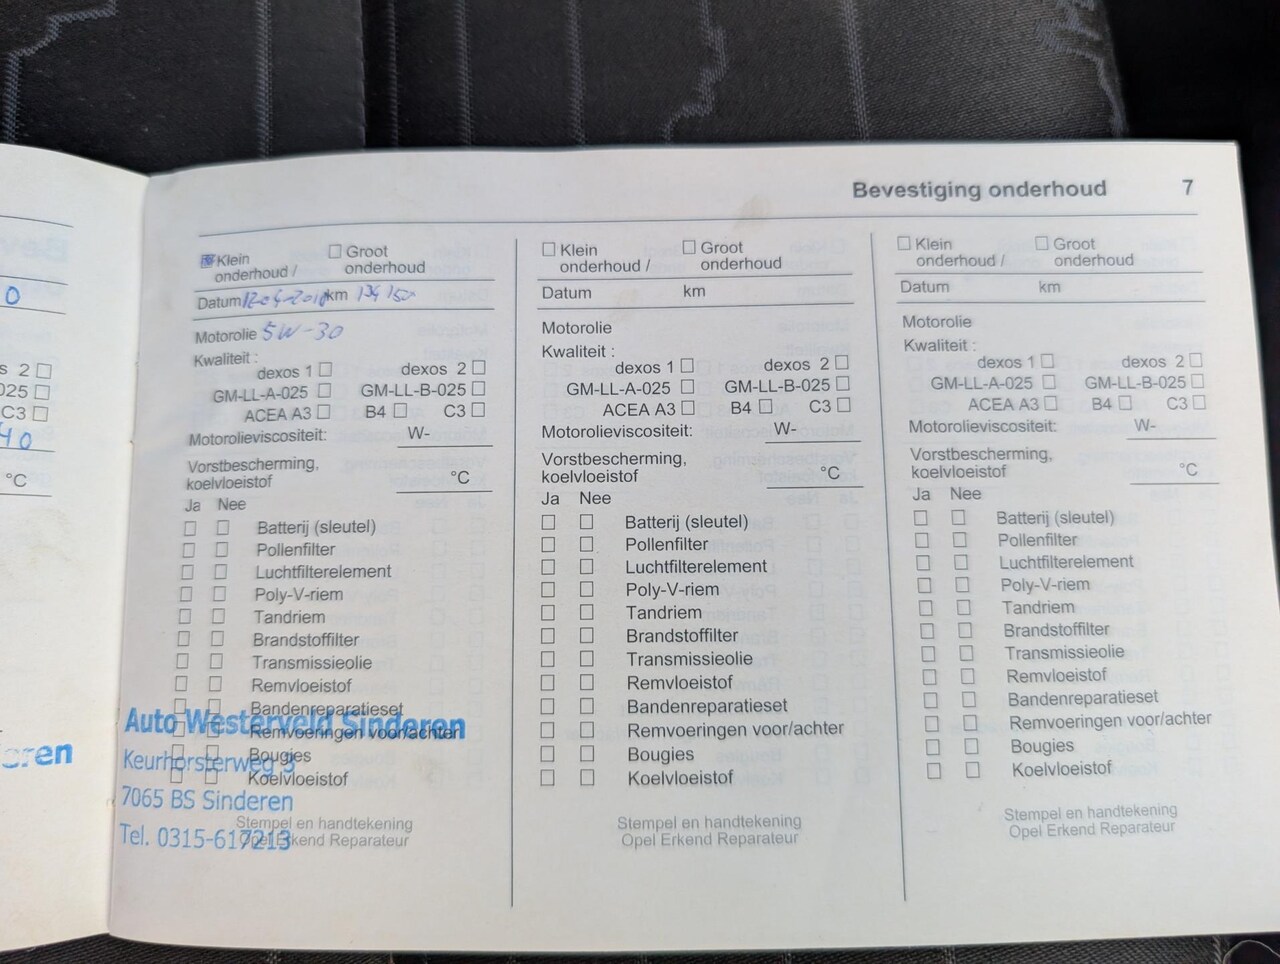 Bevestiging onderhoud 7
Klein onderhoud /
Groot onderhoud
Datum km
Motorolie 5W-30
Kwaliteit :
dexos 1 dexos 2
GM-LL-A-025 GM-LL-B-025
ACEA A3 B4 C3
Motorolieviscositeit: W-
Vorstbescherming,
koelvloeistof °C
Ja Nee
Batterij (sleutel)
Pollenfilter
Luchtfilterelement
Poly-V-riem
Tandriem
Brandstoffilter
Transmissieolie
Remvloeistof
Bandenreparatieset
Remvoeringen voor/achter
Bougies
Koelvloeistof
Stempel en handtekening
Opel Erkend Reparateur
Auto Westerveld Sinderen
Keurhorsterweg 3
7065 BS Sinderen
Tel. 0315-617213
Klein onderhoud /
Groot onderhoud
Datum km
Motorolie
Kwaliteit :
dexos 1 dexos 2
GM-LL-A-025 GM-LL-B-025
ACEA A3 B4 C3
Motorolieviscositeit: W-
Vorstbescherming,
koelvloeistof °C
Ja Nee
Batterij (sleutel)
Pollenfilter
Luchtfilterelement
Poly-V-riem
Tandriem
Brandstoffilter
Transmissieolie
Remvloeistof
Bandenreparatieset
Remvoeringen voor/achter
Bougies
Koelvloeistof
Stempel en handtekening
Opel Erkend Reparateur
Klein onderhoud /
Groot onderhoud
Datum km
Motorolie
Kwaliteit :
dexos 1 dexos 2
GM-LL-A-025 GM-LL-B-025
ACEA A3 B4 C3
Motorolieviscositeit: W-
Vorstbescherming,
koelvloeistof °C
Ja Nee
Batterij (sleutel)
Pollenfilter
Luchtfilterelement
Poly-V-riem
Tandriem
Brandstoffilter
Transmissieolie
Remvloeistof
Bandenreparatieset
Remvoeringen voor/achter
Bougies
Koelvloeistof
Stempel en handtekening
Opel Erkend Reparateur